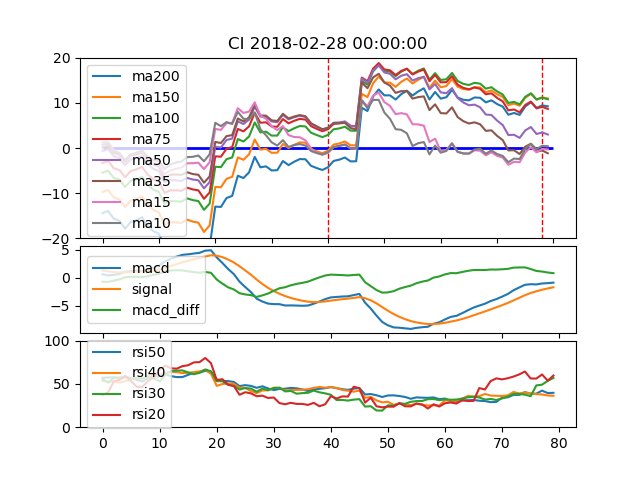 CI 2018-02-28 00:00:00
20
10
0
−10
−20
ma200
ma150
ma100
ma75
ma50
ma35
ma15
ma10
5
0
−5
macd
signal
macd_diff
100
50
0
rsi50
rsi40
rsi30
rsi20
0 10 20 30 40 50 60 70 80